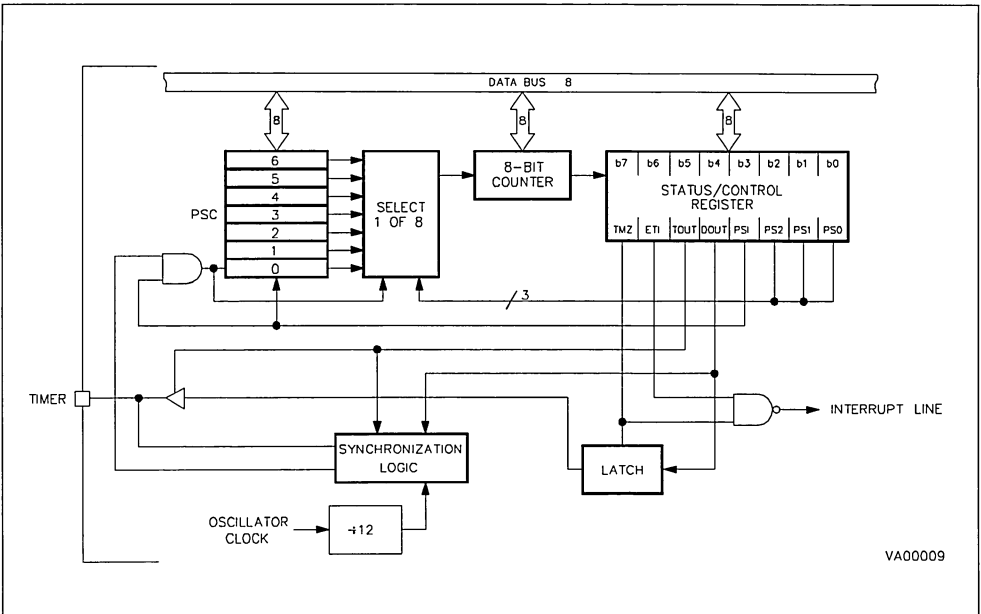 DATA BUS 8
8 8 8
b7 b6 b5 b4 b3 b2 b1 b0
STATUS/CONTROL
REGISTER
TMZ ETI TOUT DOUT PSI PS2 PS1 PS0
8-BIT
COUNTER
SELECT
1 OF 8
PSC
6
5
4
3
2
1
0
3
TIMER
SYNCHRONIZATION
LOGIC
LATCH
INTERRUPT LINE
OSCILLATOR
CLOCK
÷12
VA00009